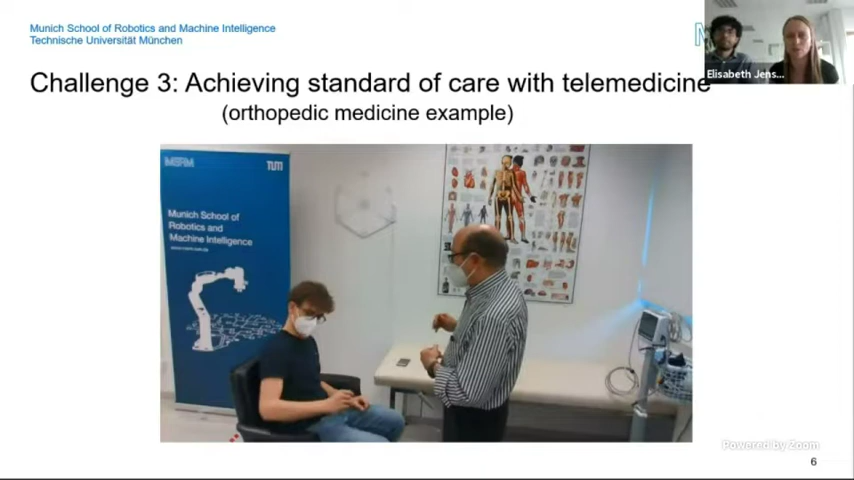 Munich School of Robotics and Machine Intelligence
Technische Universität München
Elisabeth Jens...
Challenge 3: Achieving standard of care with telemedicine
(orthopedic medicine example)
MSRM
TUM
Munich School of
Robotics and
Machine Intelligence
Powered by Zoom
6